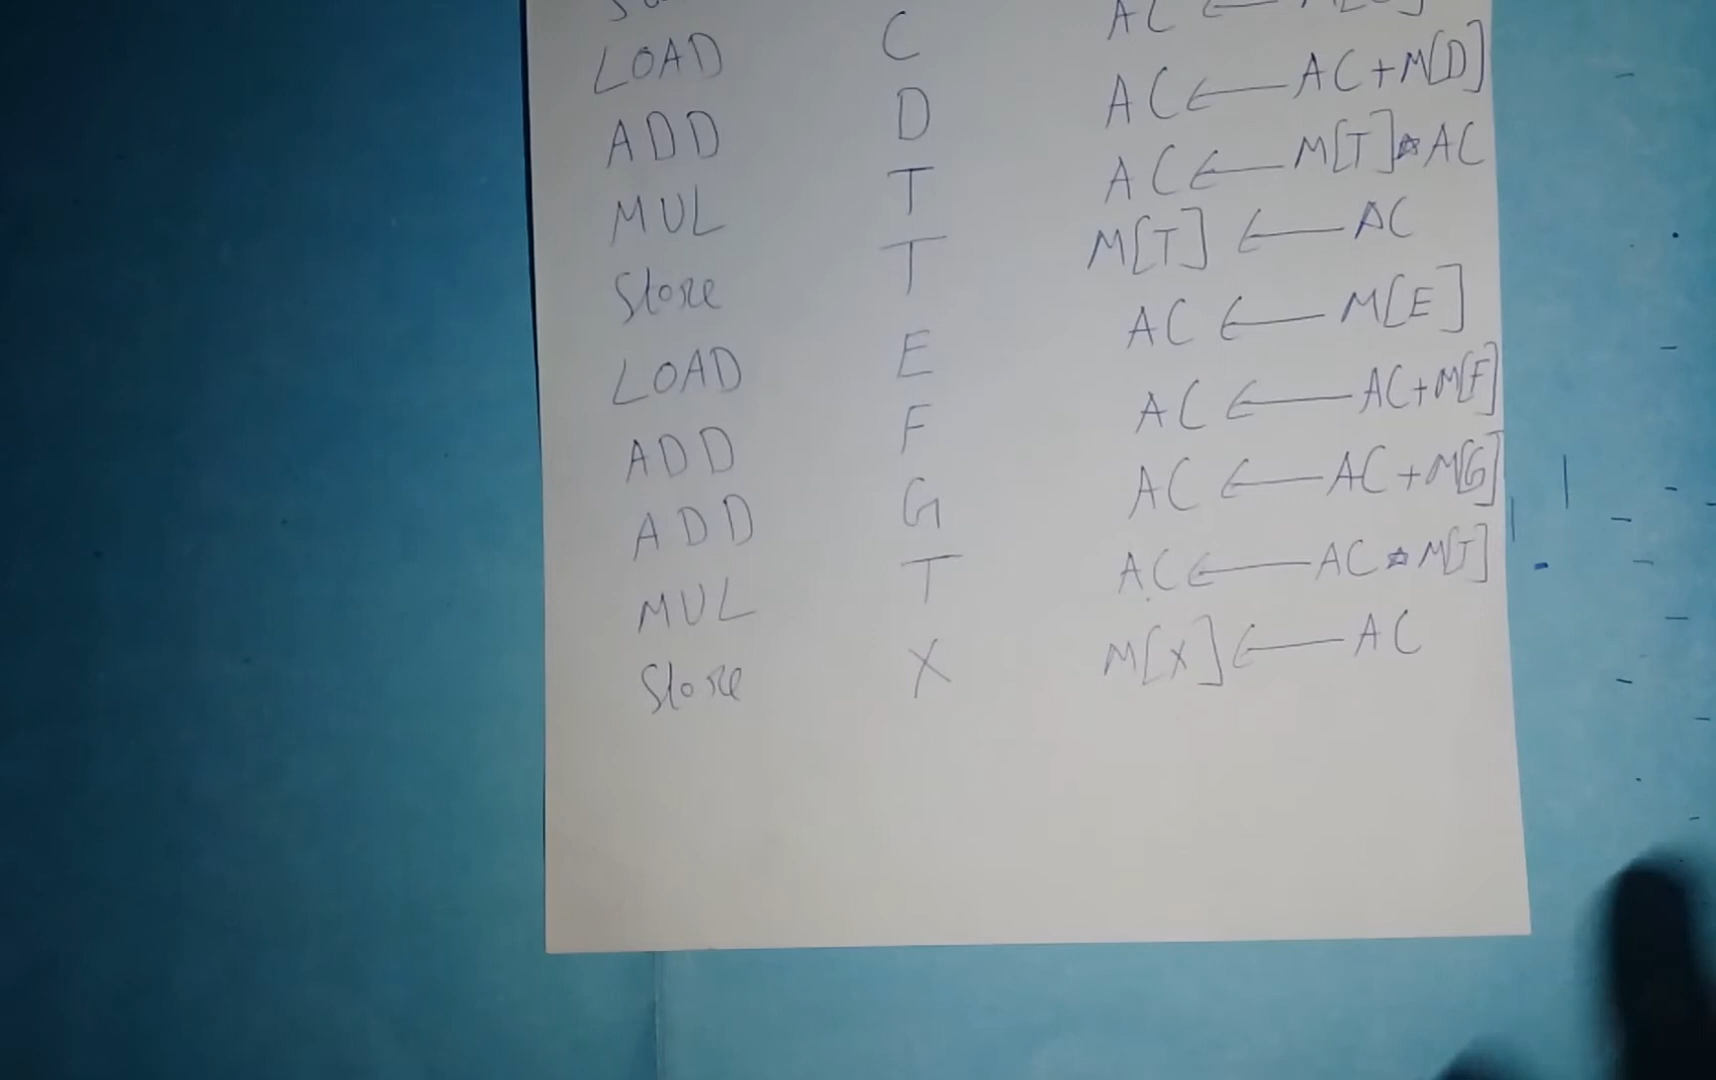 LOAD C AC ←
ADD D AC ← AC+M[D]
MUL T AC ← M[T]*AC
Store T M[T] ← AC
LOAD E AC ← M[E]
ADD F AC ← AC+M[F]
ADD G AC ← AC+M[G]
MUL T AC ← AC*M[T]
Store X M[X] ← AC